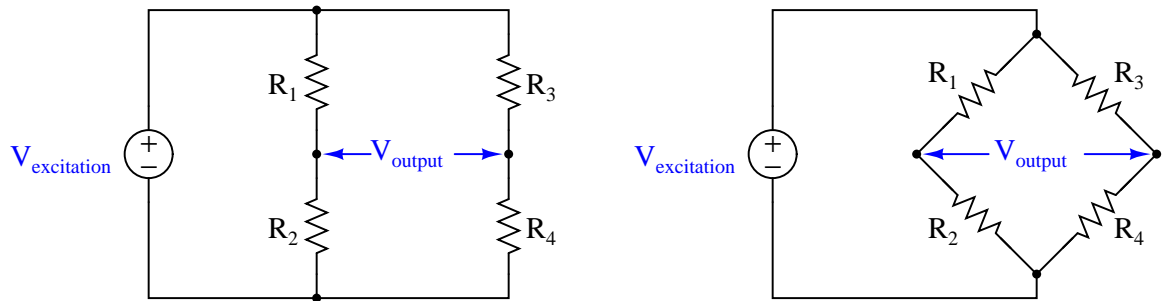 R1
R3
Vexcitation
+
−
Voutput
R2
R4
R1
R3
Vexcitation
+
−
Voutput
R2
R4